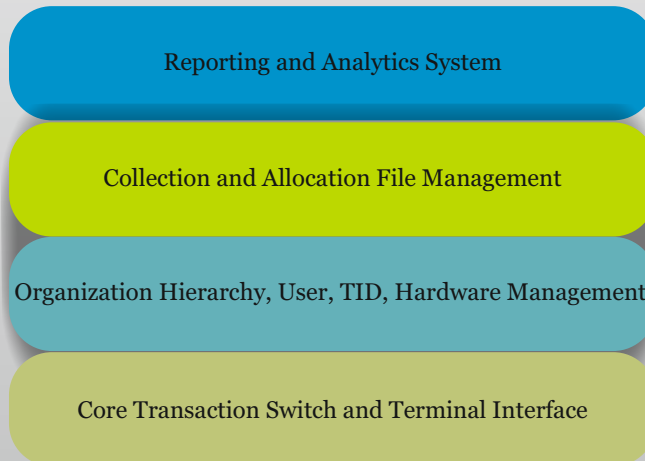 Reporting and Analytics System
Collection and Allocation File Management
Organization Hierarchy, User, TID, Hardware Management
Core Transaction Switch and Terminal Interface